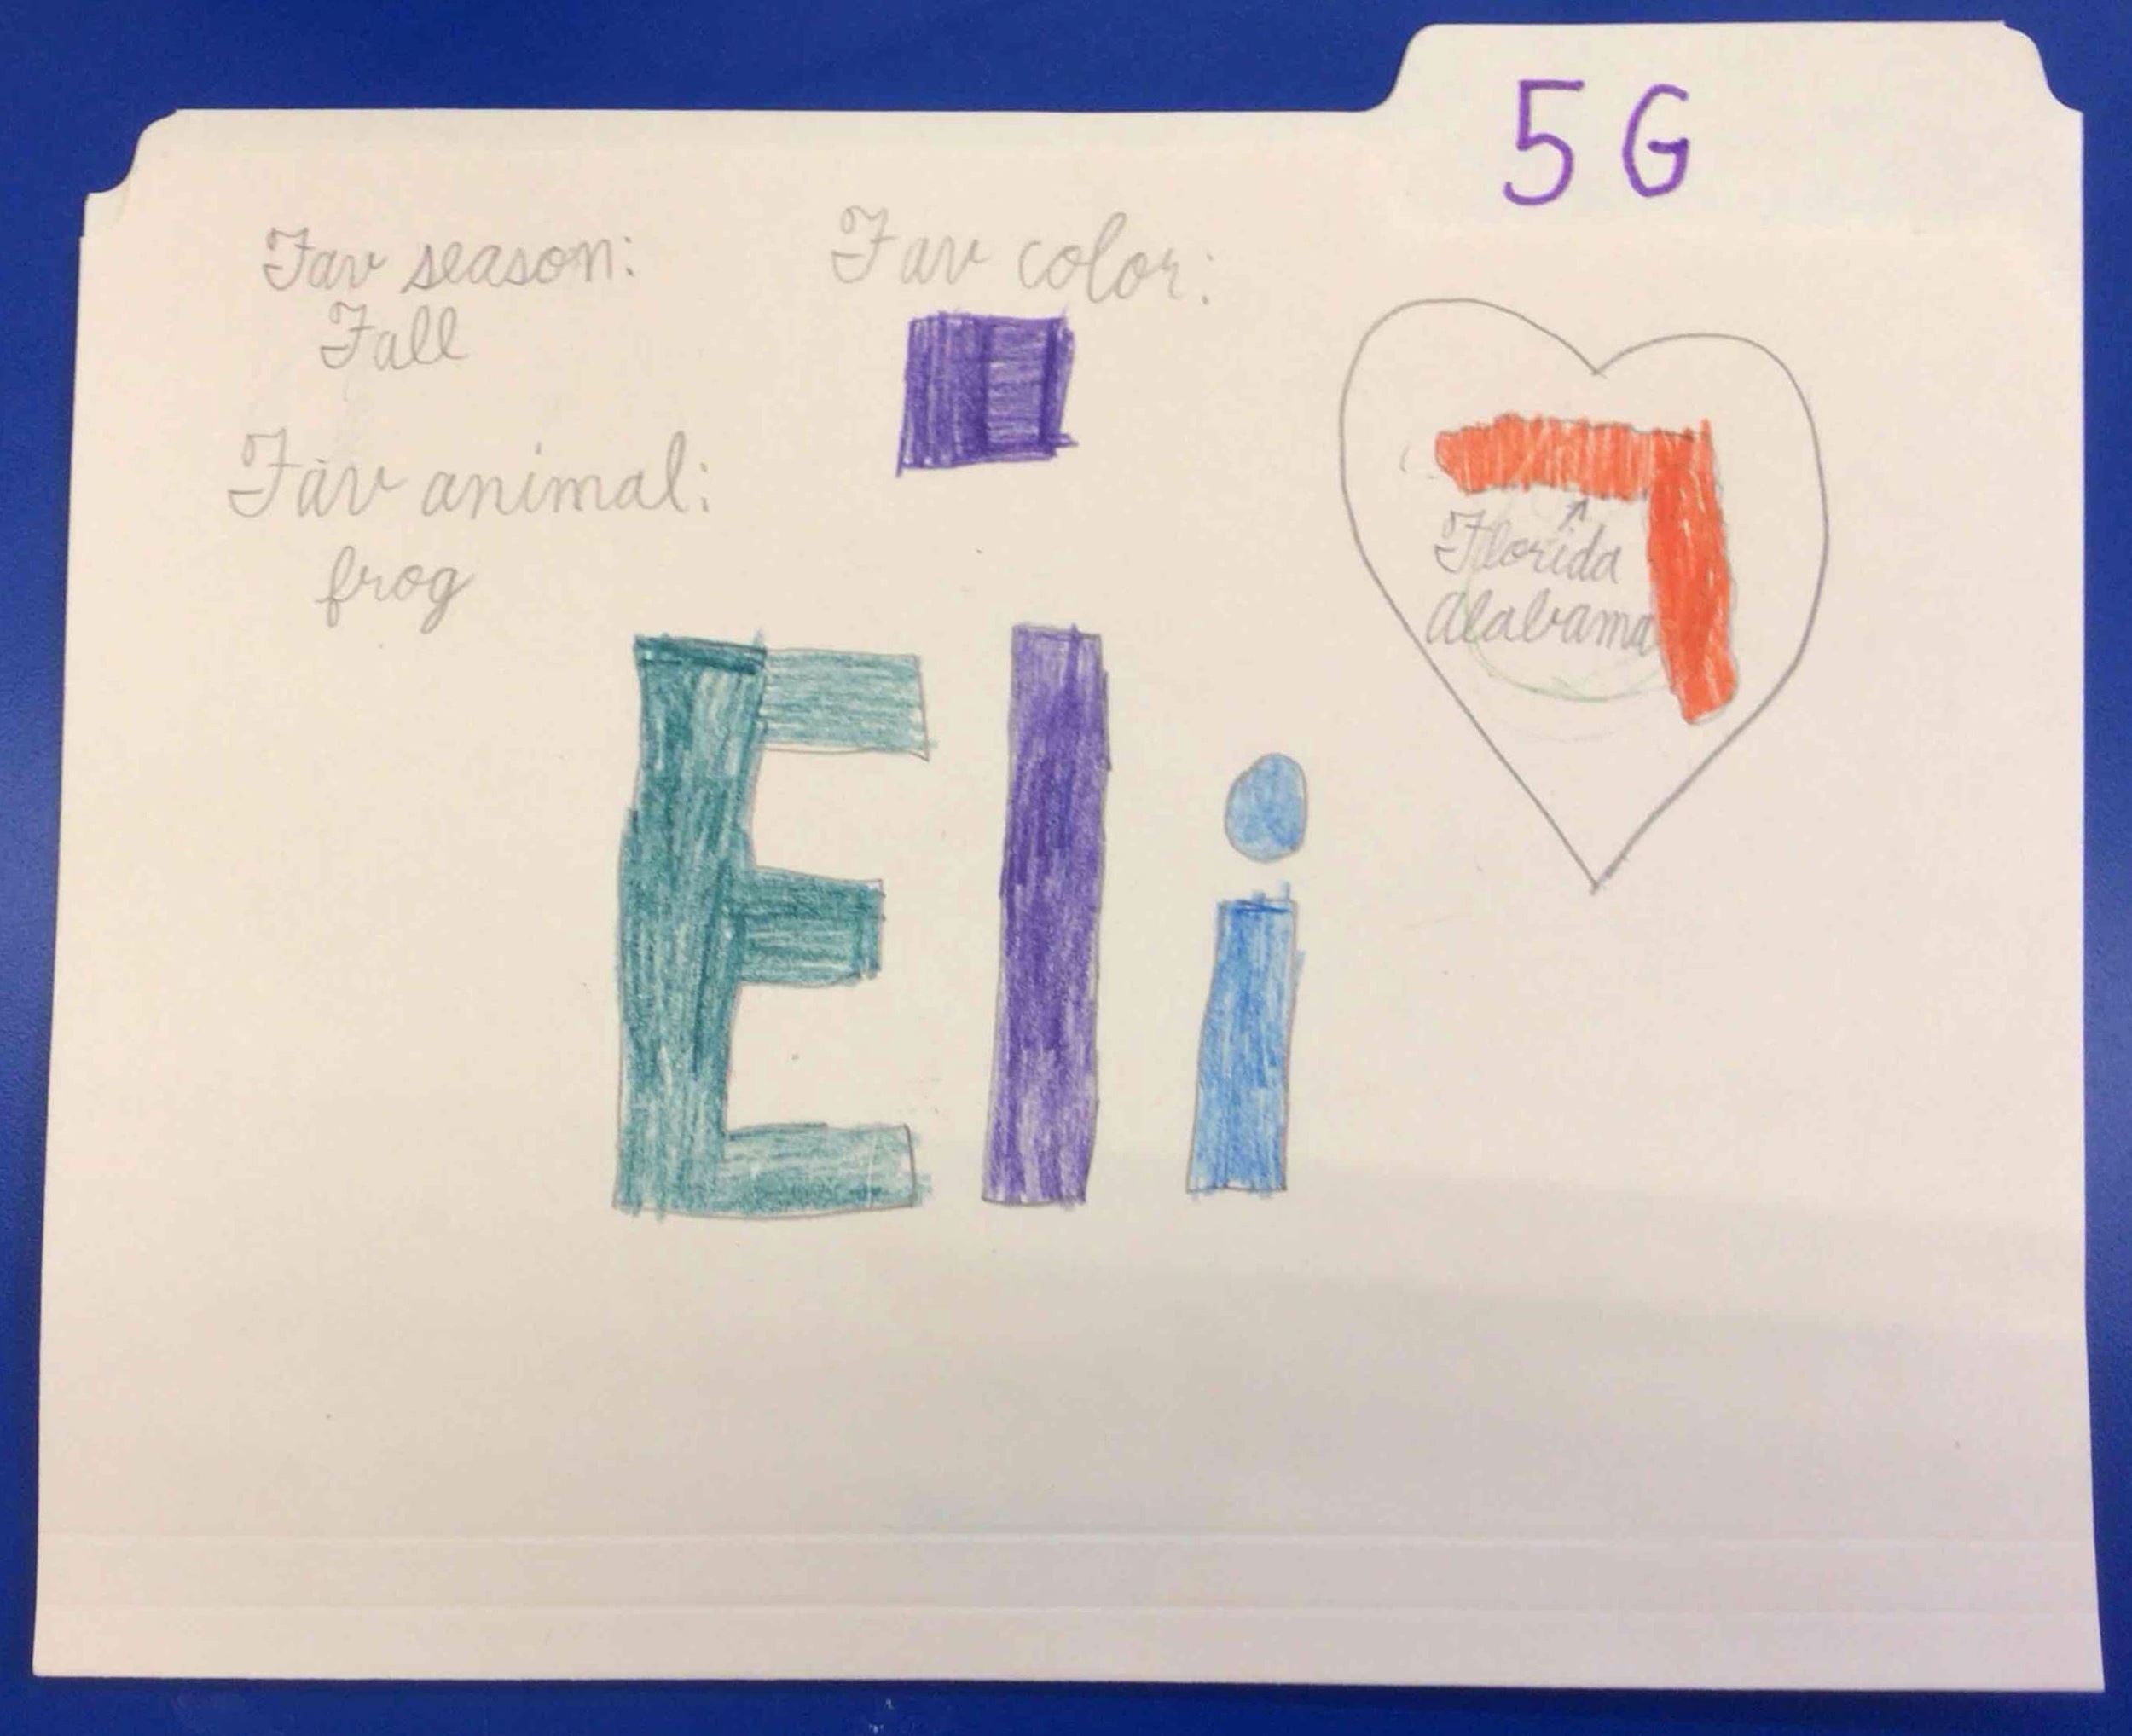 5G
Fav season:
Fall
Fav color:
Fav animal:
frog
Florida
Alabama
Eli